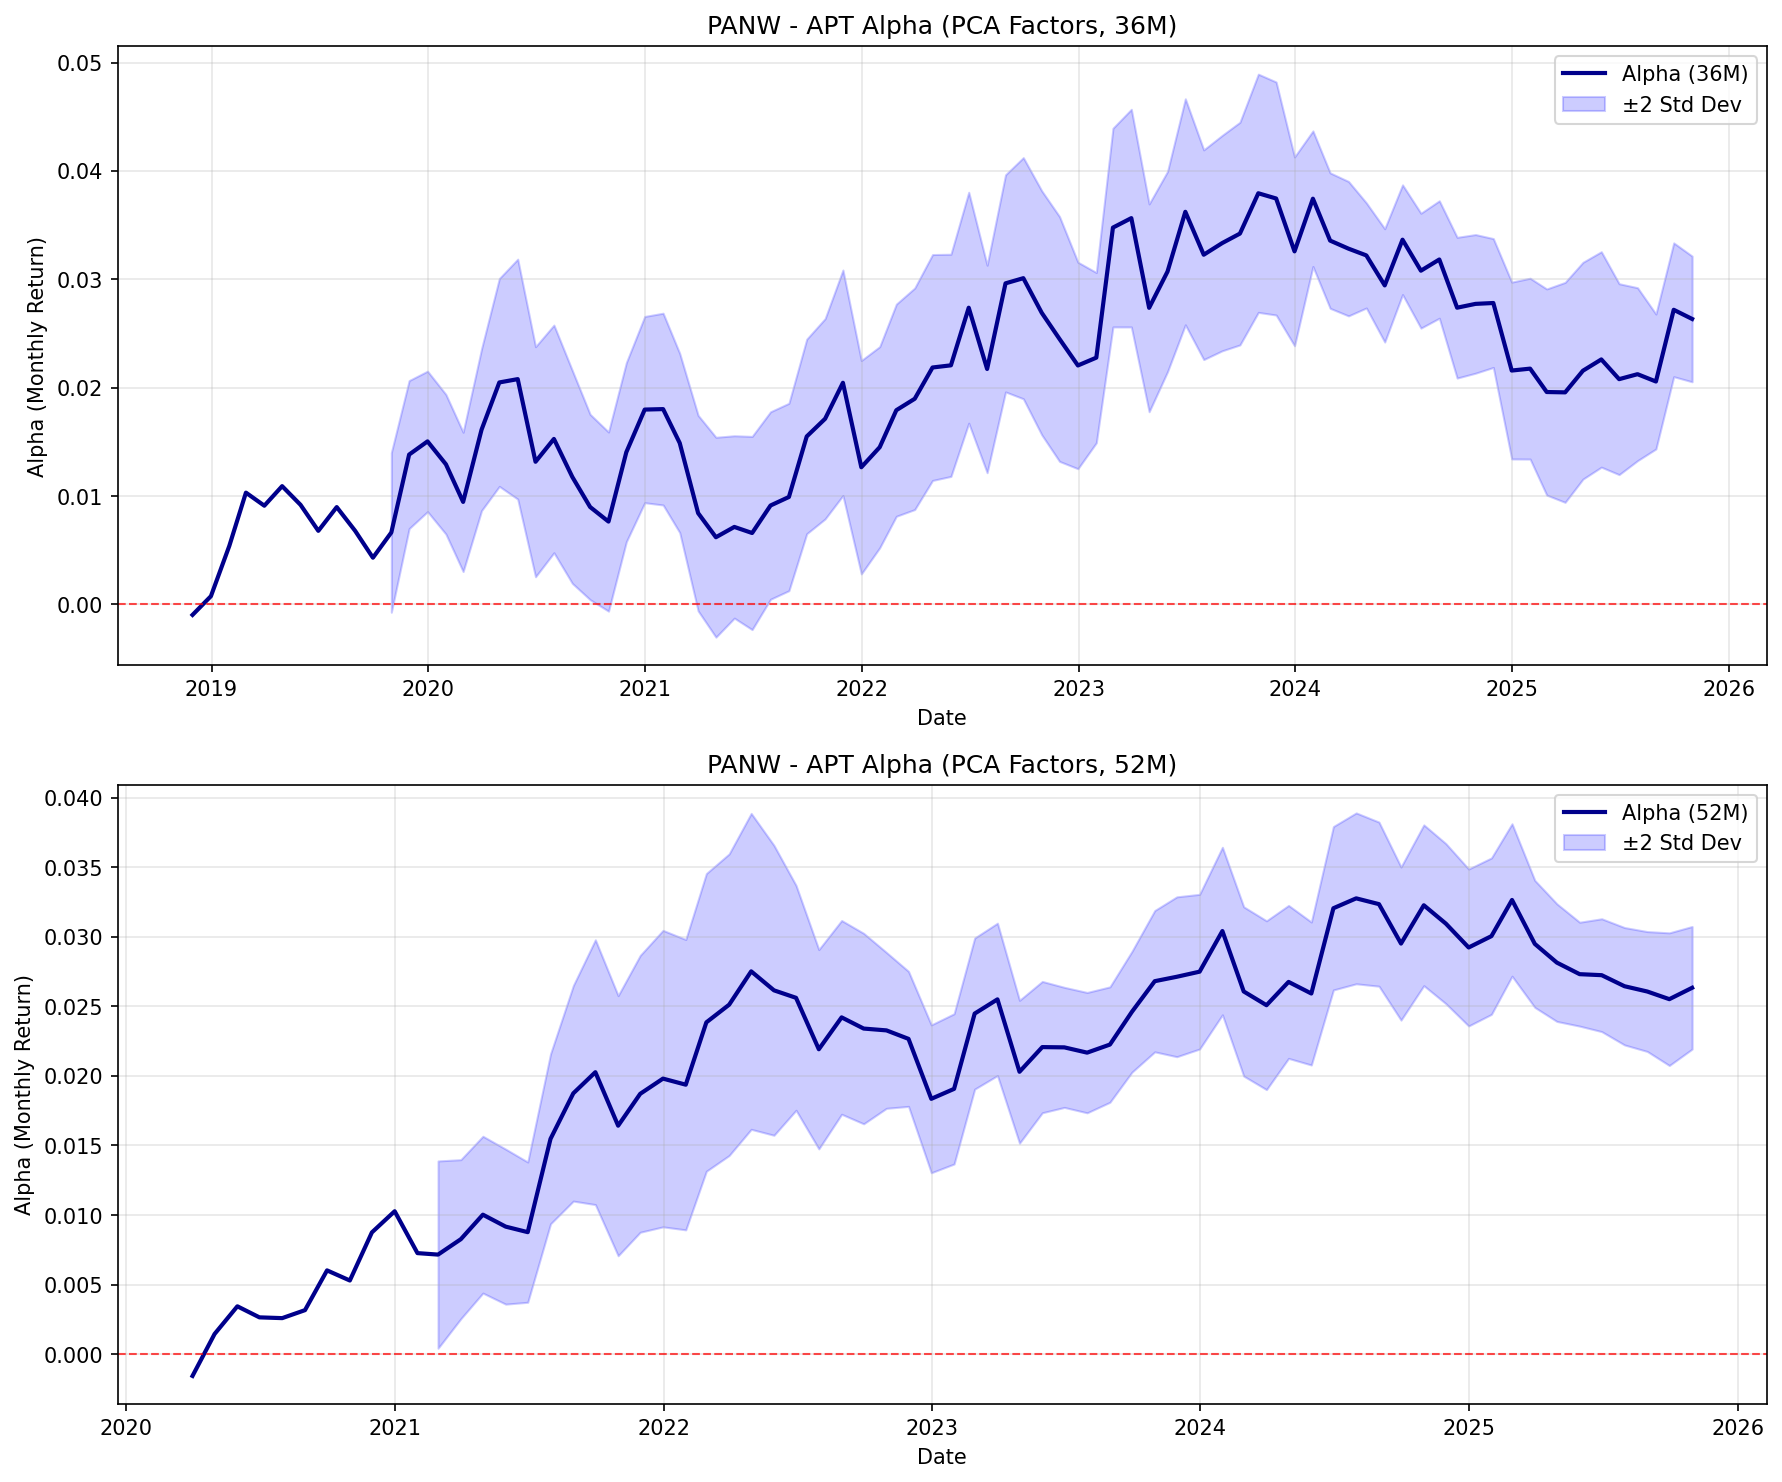 PANW - APT Alpha (PCA Factors, 36M)
Alpha (Monthly Return)
0.05
0.04
0.03
0.02
0.01
0.00
Alpha (36M)
±2 Std Dev
2019 2020 2021 2022 2023 2024 2025 2026
Date
PANW - APT Alpha (PCA Factors, 52M)
Alpha (Monthly Return)
0.040
0.035
0.030
0.025
0.020
0.015
0.010
0.005
0.000
Alpha (52M)
±2 Std Dev
2020 2021 2022 2023 2024 2025 2026
Date